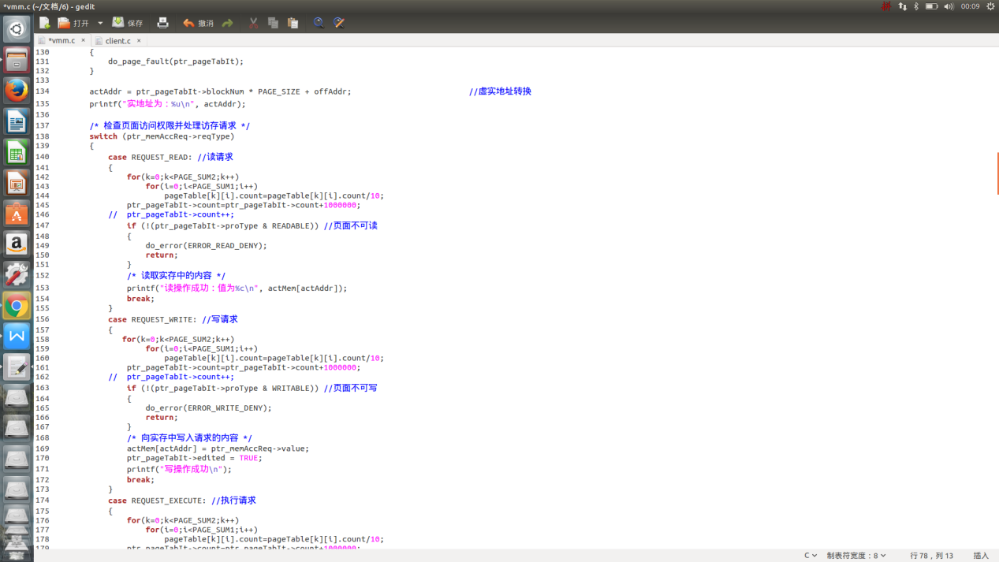 *vmm.c (~/文档/6) - gedit
00:09
打开
保存
撤消
*vmm.c ×
client.c ×
130 {
131 do_page_fault(ptr_pageTabIt);
132 }
133
134 actAddr = ptr_pageTabIt->blockNum * PAGE_SIZE + offAddr; //虚实地址转换
135 printf("实地址为：%u\n", actAddr);
136
137 /* 检查页面访问权限并处理访存请求 */
138 switch (ptr_memAccReq->reqType)
139 {
140 case REQUEST_READ: //读请求
141 {
142 for(k=0;k<PAGE_SUM2;k++)
143 for(i=0;i<PAGE_SUM1;i++)
144 pageTable[k][i].count=pageTable[k][i].count/10;
145 ptr_pageTabIt->count=ptr_pageTabIt->count+1000000;
146 // ptr_pageTabIt->count++;
147 if (!(ptr_pageTabIt->proType & READABLE)) //页面不可读
148 {
149 do_error(ERROR_READ_DENY);
150 return;
151 }
152 /* 读取实存中的内容 */
153 printf("读操作成功：值为%c\n", actMem[actAddr]);
154 break;
155 }
156 case REQUEST_WRITE: //写请求
157 {
158 for(k=0;k<PAGE_SUM2;k++)
159 for(i=0;i<PAGE_SUM1;i++)
160 pageTable[k][i].count=pageTable[k][i].count/10;
161 ptr_pageTabIt->count=ptr_pageTabIt->count+1000000;
162 // ptr_pageTabIt->count++;
163 if (!(ptr_pageTabIt->proType & WRITABLE)) //页面不可写
164 {
165 do_error(ERROR_WRITE_DENY);
166 return;
167 }
168 /* 向实存中写入请求的内容 */
169 actMem[actAddr] = ptr_memAccReq->value;
170 ptr_pageTabIt->edited = TRUE;
171 printf("写操作成功\n");
172 break;
173 }
174 case REQUEST_EXECUTE: //执行请求
175 {
176 for(k=0;k<PAGE_SUM2;k++)
177 for(i=0;i<PAGE_SUM1;i++)
178 pageTable[k][i].count=pageTable[k][i].count/10;
179 ptr_pageTabIt->count=ptr_pageTabIt->count+1000000;
C 制表符宽度：8 行 78，列 13 插入